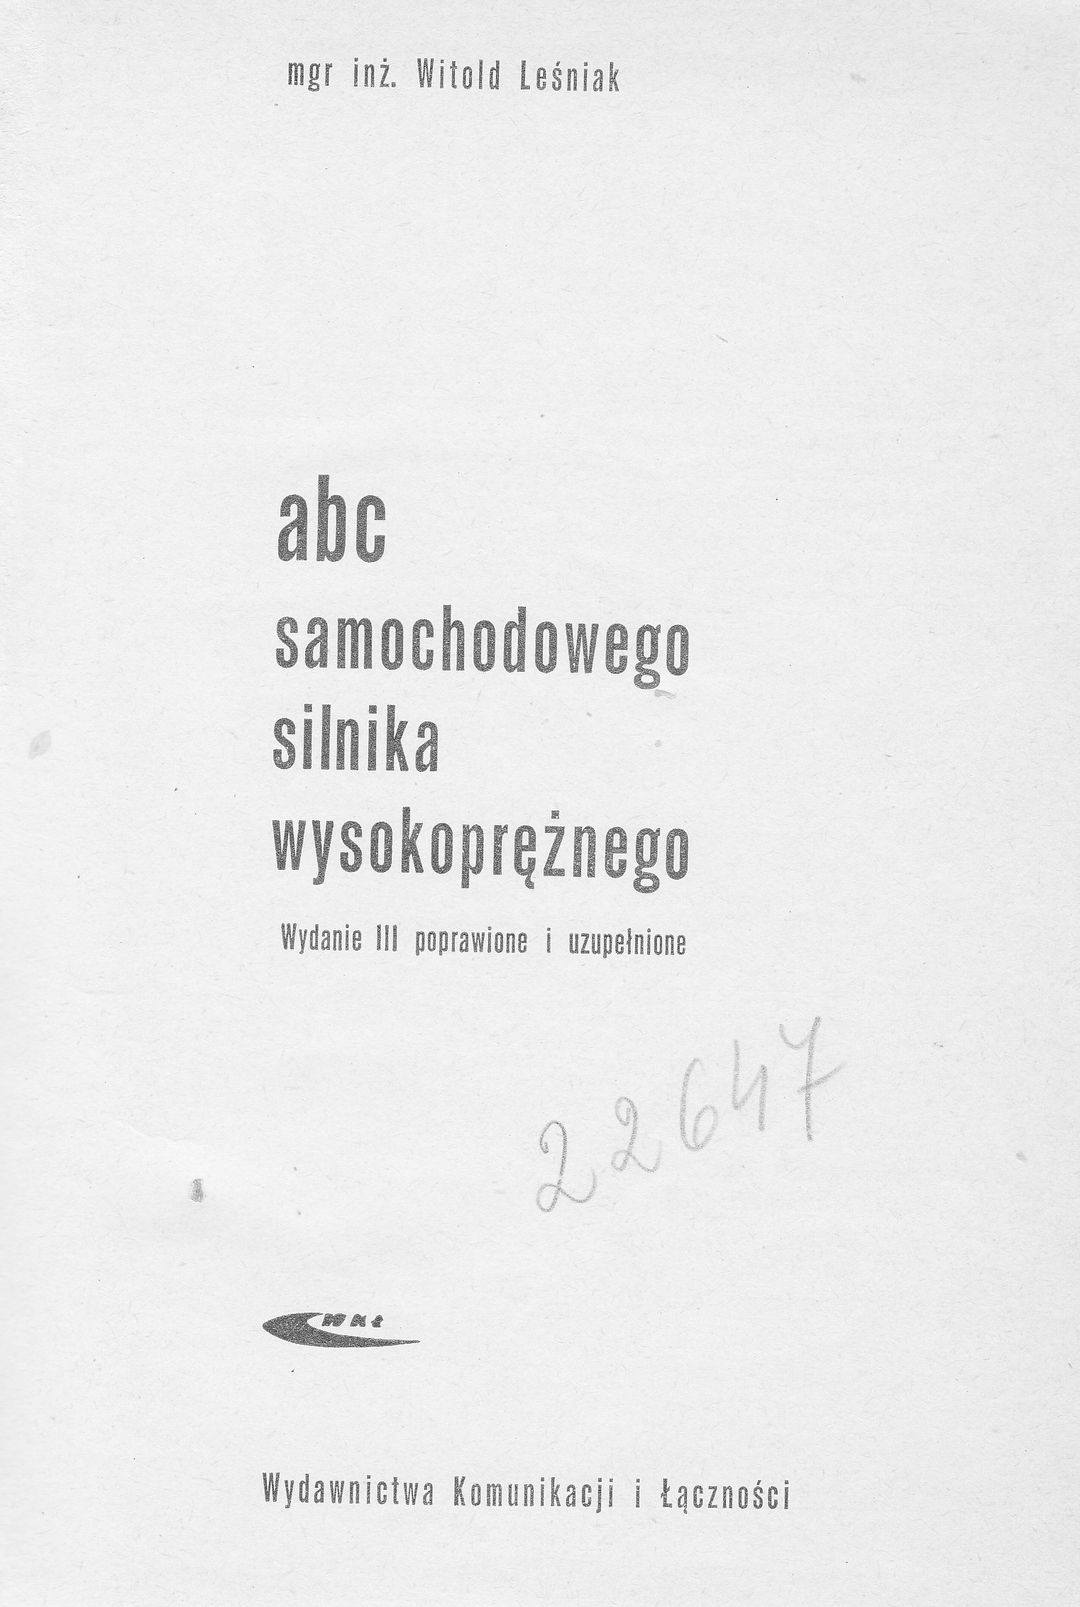 mgr inż. Witold Leśniak
abc
samochodowego
silnika
wysokoprężnego
Wydanie III poprawione i uzupełnione
22647
WKŁ
Wydawnictwa Komunikacji i Łączności